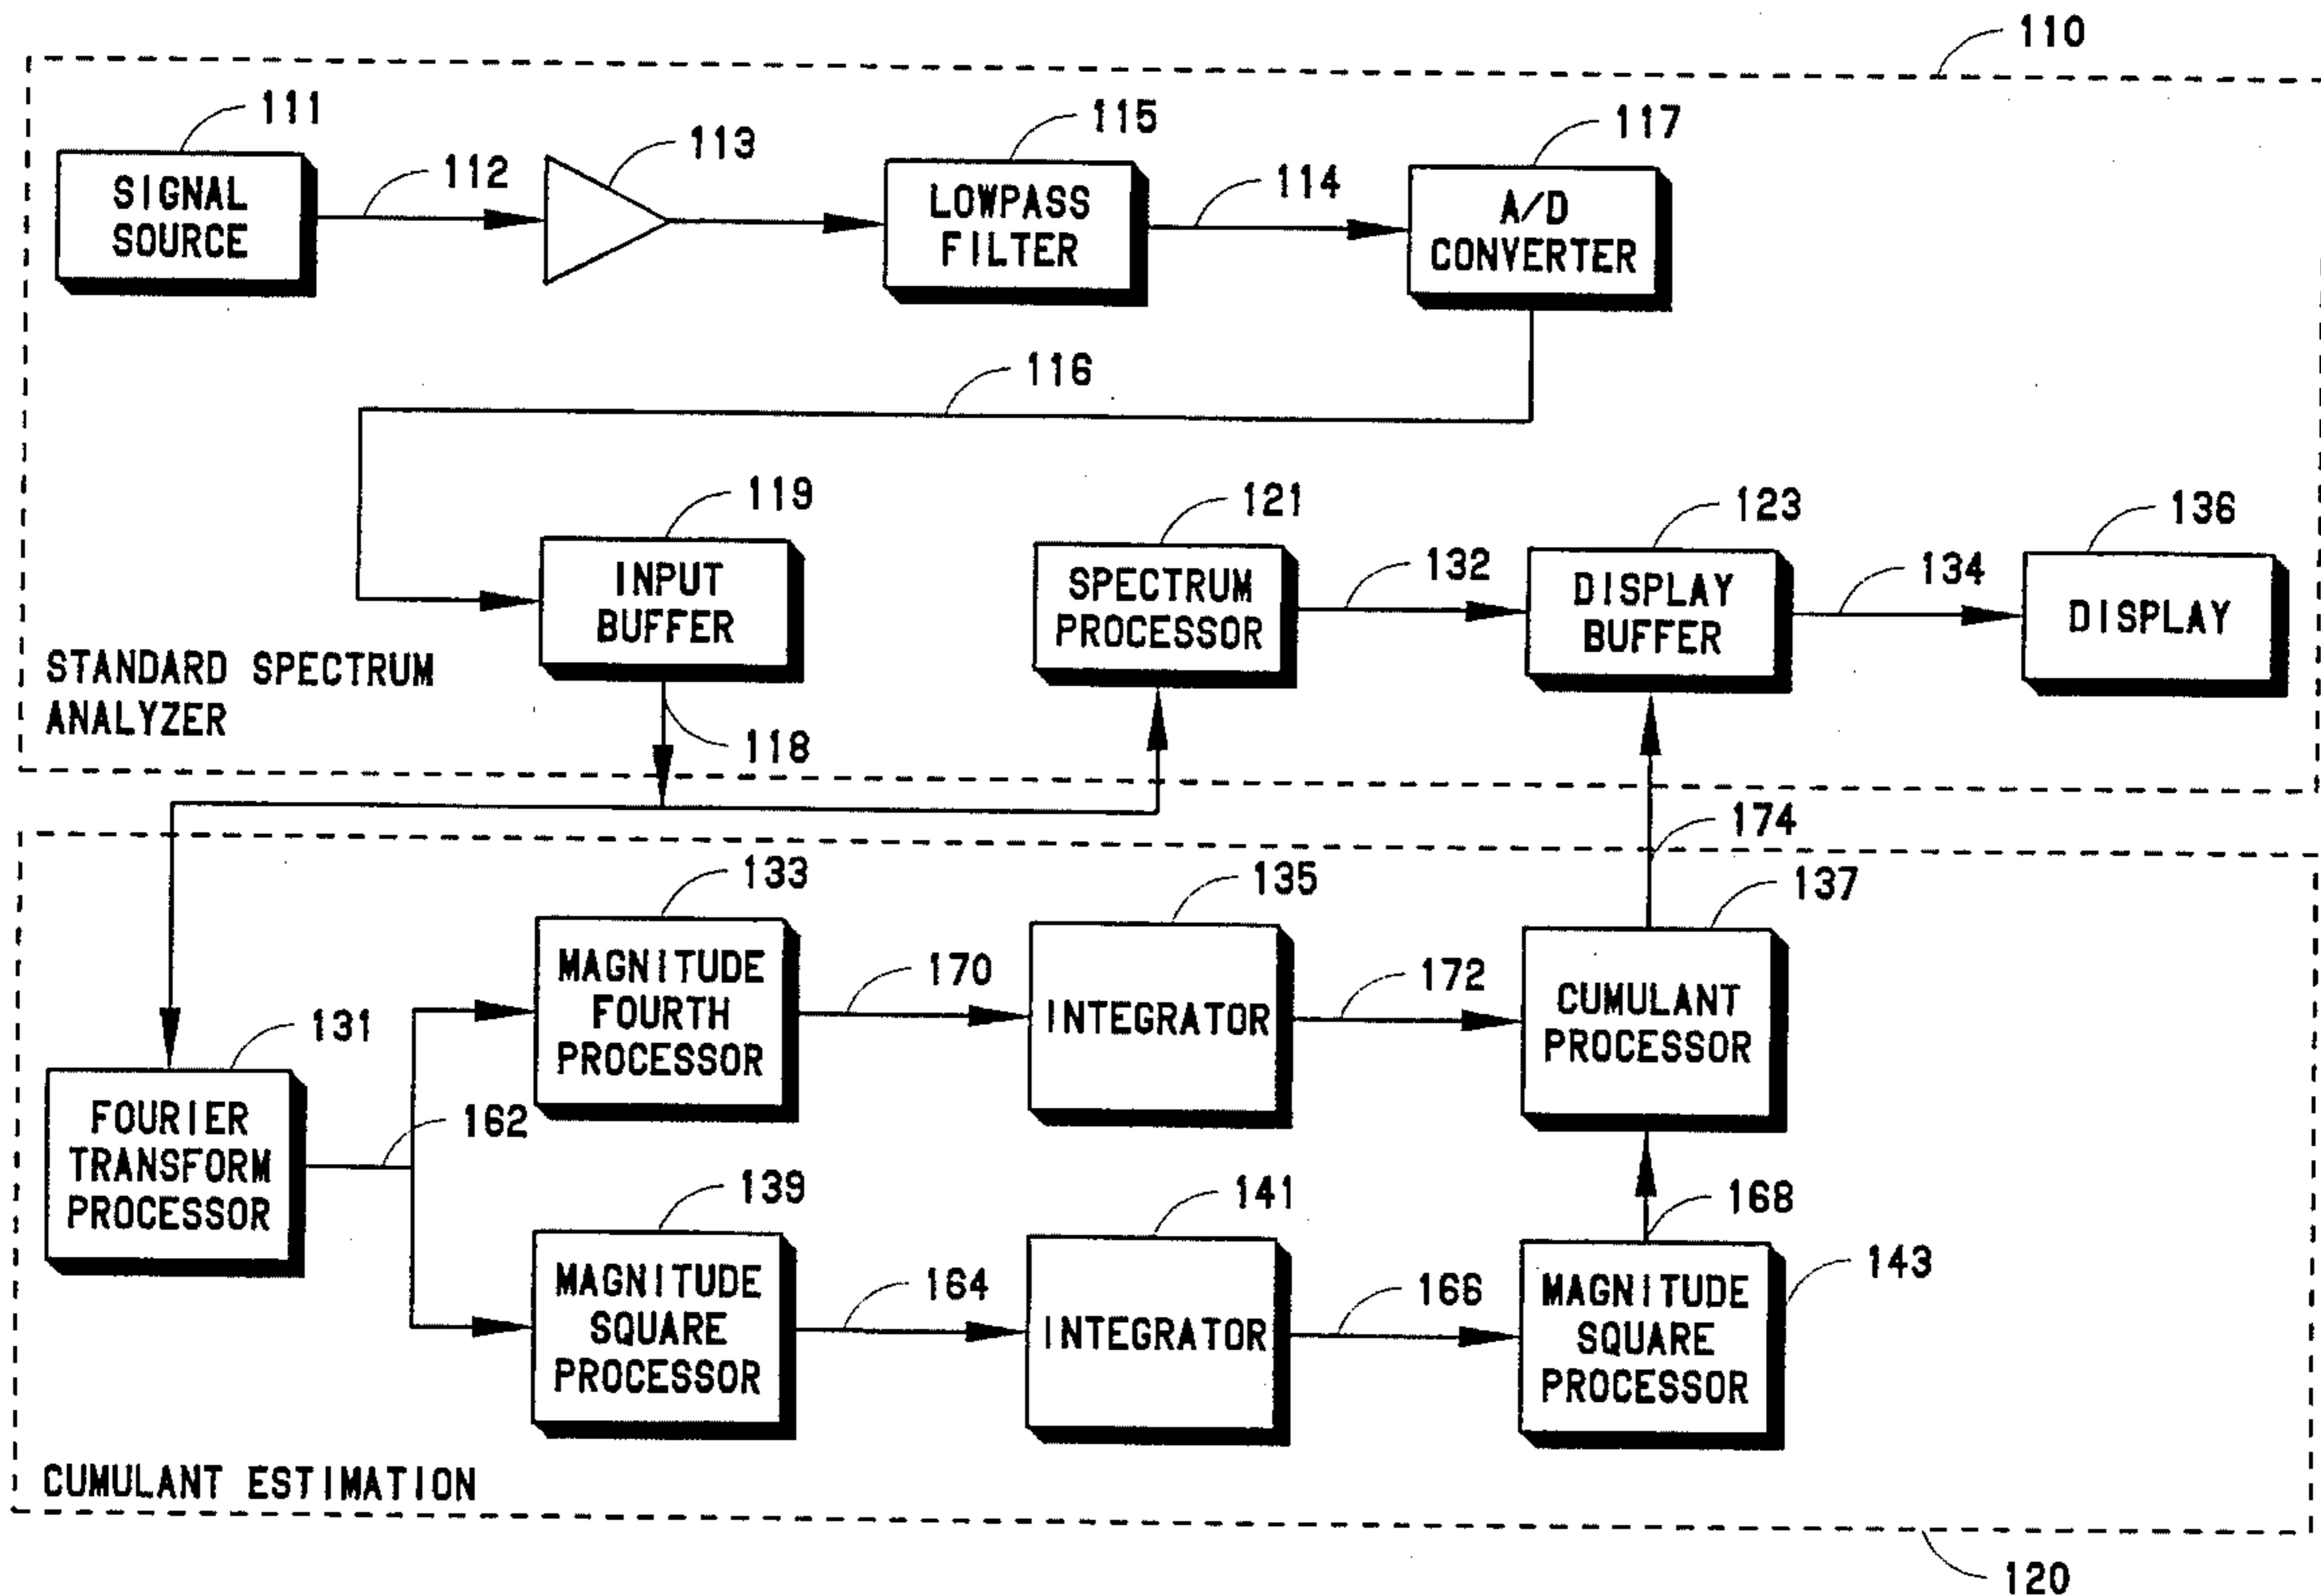 110
111
112
113
115
114
117
SIGNAL
SOURCE
LOWPASS
FILTER
A/D
CONVERTER
116
119
121
123
136
INPUT
BUFFER
SPECTRUM
PROCESSOR
132
DISPLAY
BUFFER
134
DISPLAY
STANDARD SPECTRUM
ANALYZER
118
174
133
135
137
MAGNITUDE
FOURTH
PROCESSOR
170
INTEGRATOR
172
CUMULANT
PROCESSOR
131
FOURIER
TRANSFORM
PROCESSOR
162
139
141
168
143
MAGNITUDE
SQUARE
PROCESSOR
164
INTEGRATOR
166
MAGNITUDE
SQUARE
PROCESSOR
CUMULANT ESTIMATION
120